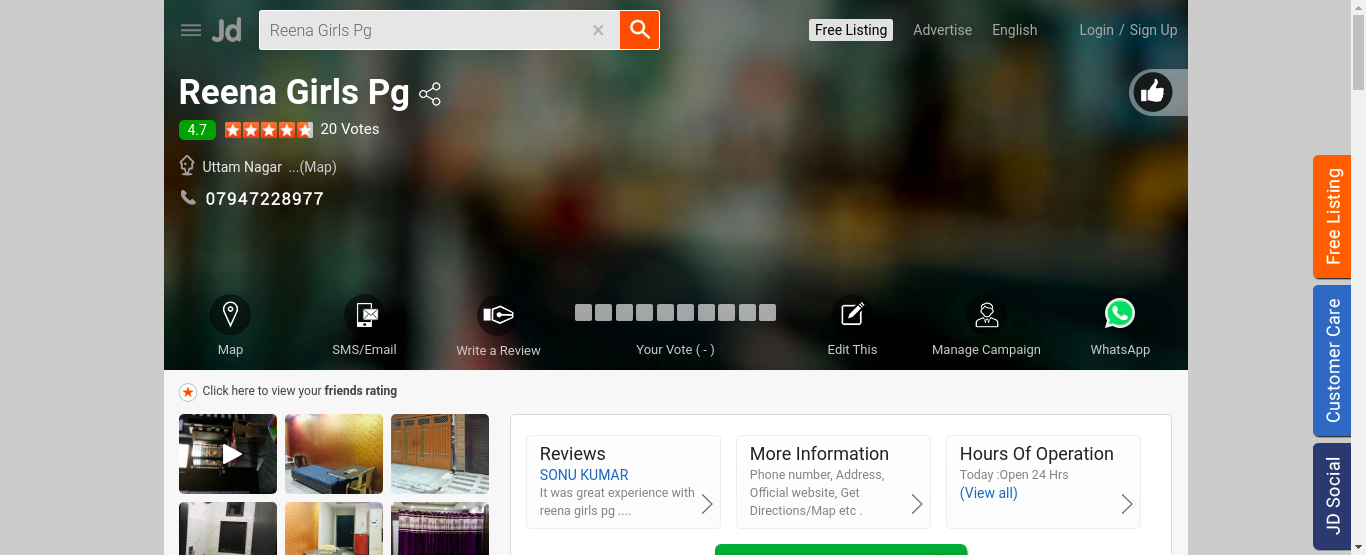 Jd
Reena Girls Pg
Free Listing
Advertise
English
Login / Sign Up
Reena Girls Pg
4.7
20 Votes
Uttam Nagar ...(Map)
07947228977
Map
SMS/Email
Write a Review
Your Vote ( - )
Edit This
Manage Campaign
WhatsApp
Free Listing
Customer Care
JD Social
Click here to view your friends rating
Reviews
SONU KUMAR
It was great experience with
reena girls pg ....
More Information
Phone number, Address,
Official website, Get
Directions/Map etc .
Hours Of Operation
Today :Open 24 Hrs
(View all)